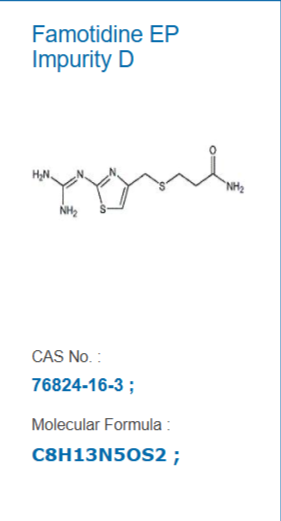 Famotidine EP
Impurity D
O
H₂N
N
N
S
NH₂
NH₂
S
CAS No. :
76824-16-3 ;
Molecular Formula :
C8H13N5OS2 ;